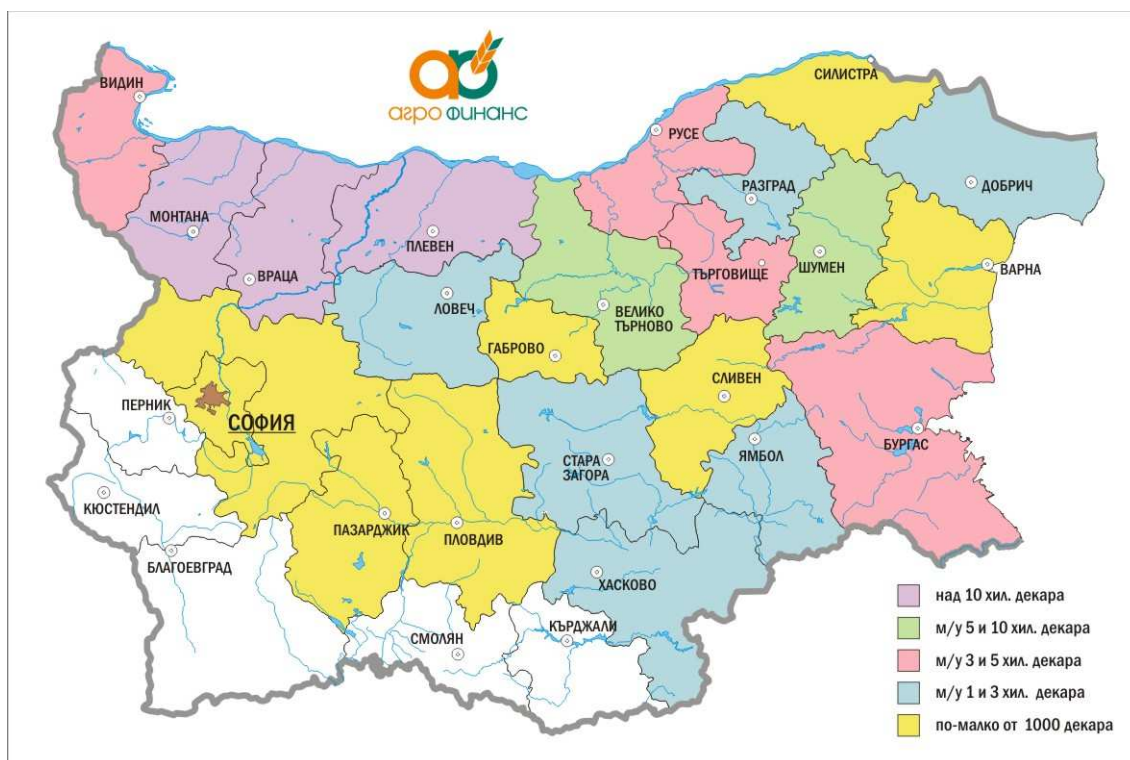 агро финанс
ВИДИН
СИЛИСТРА
РУСЕ
РАЗГРАД
ДОБРИЧ
МОНТАНА
ПЛЕВЕН
ВРАЦА
ТЪРГОВИЩЕ
ШУМЕН
ВАРНА
ЛОВЕЧ
ВЕЛИКО
ТЪРНОВО
ГАБРОВО
СЛИВЕН
ПЕРНИК
СОФИЯ
БУРГАС
ЯМБОЛ
СТАРА
ЗАГОРА
КЮСТЕНДИЛ
ПАЗАРДЖИК
ПЛОВДИВ
БЛАГОЕВГРАД
ХАСКОВО
СМОЛЯН
КЪРДЖАЛИ
над 10 хил. декара
м/у 5 и 10 хил. декара
м/у 3 и 5 хил. декара
м/у 1 и 3 хил. декара
по-малко от 1000 декара